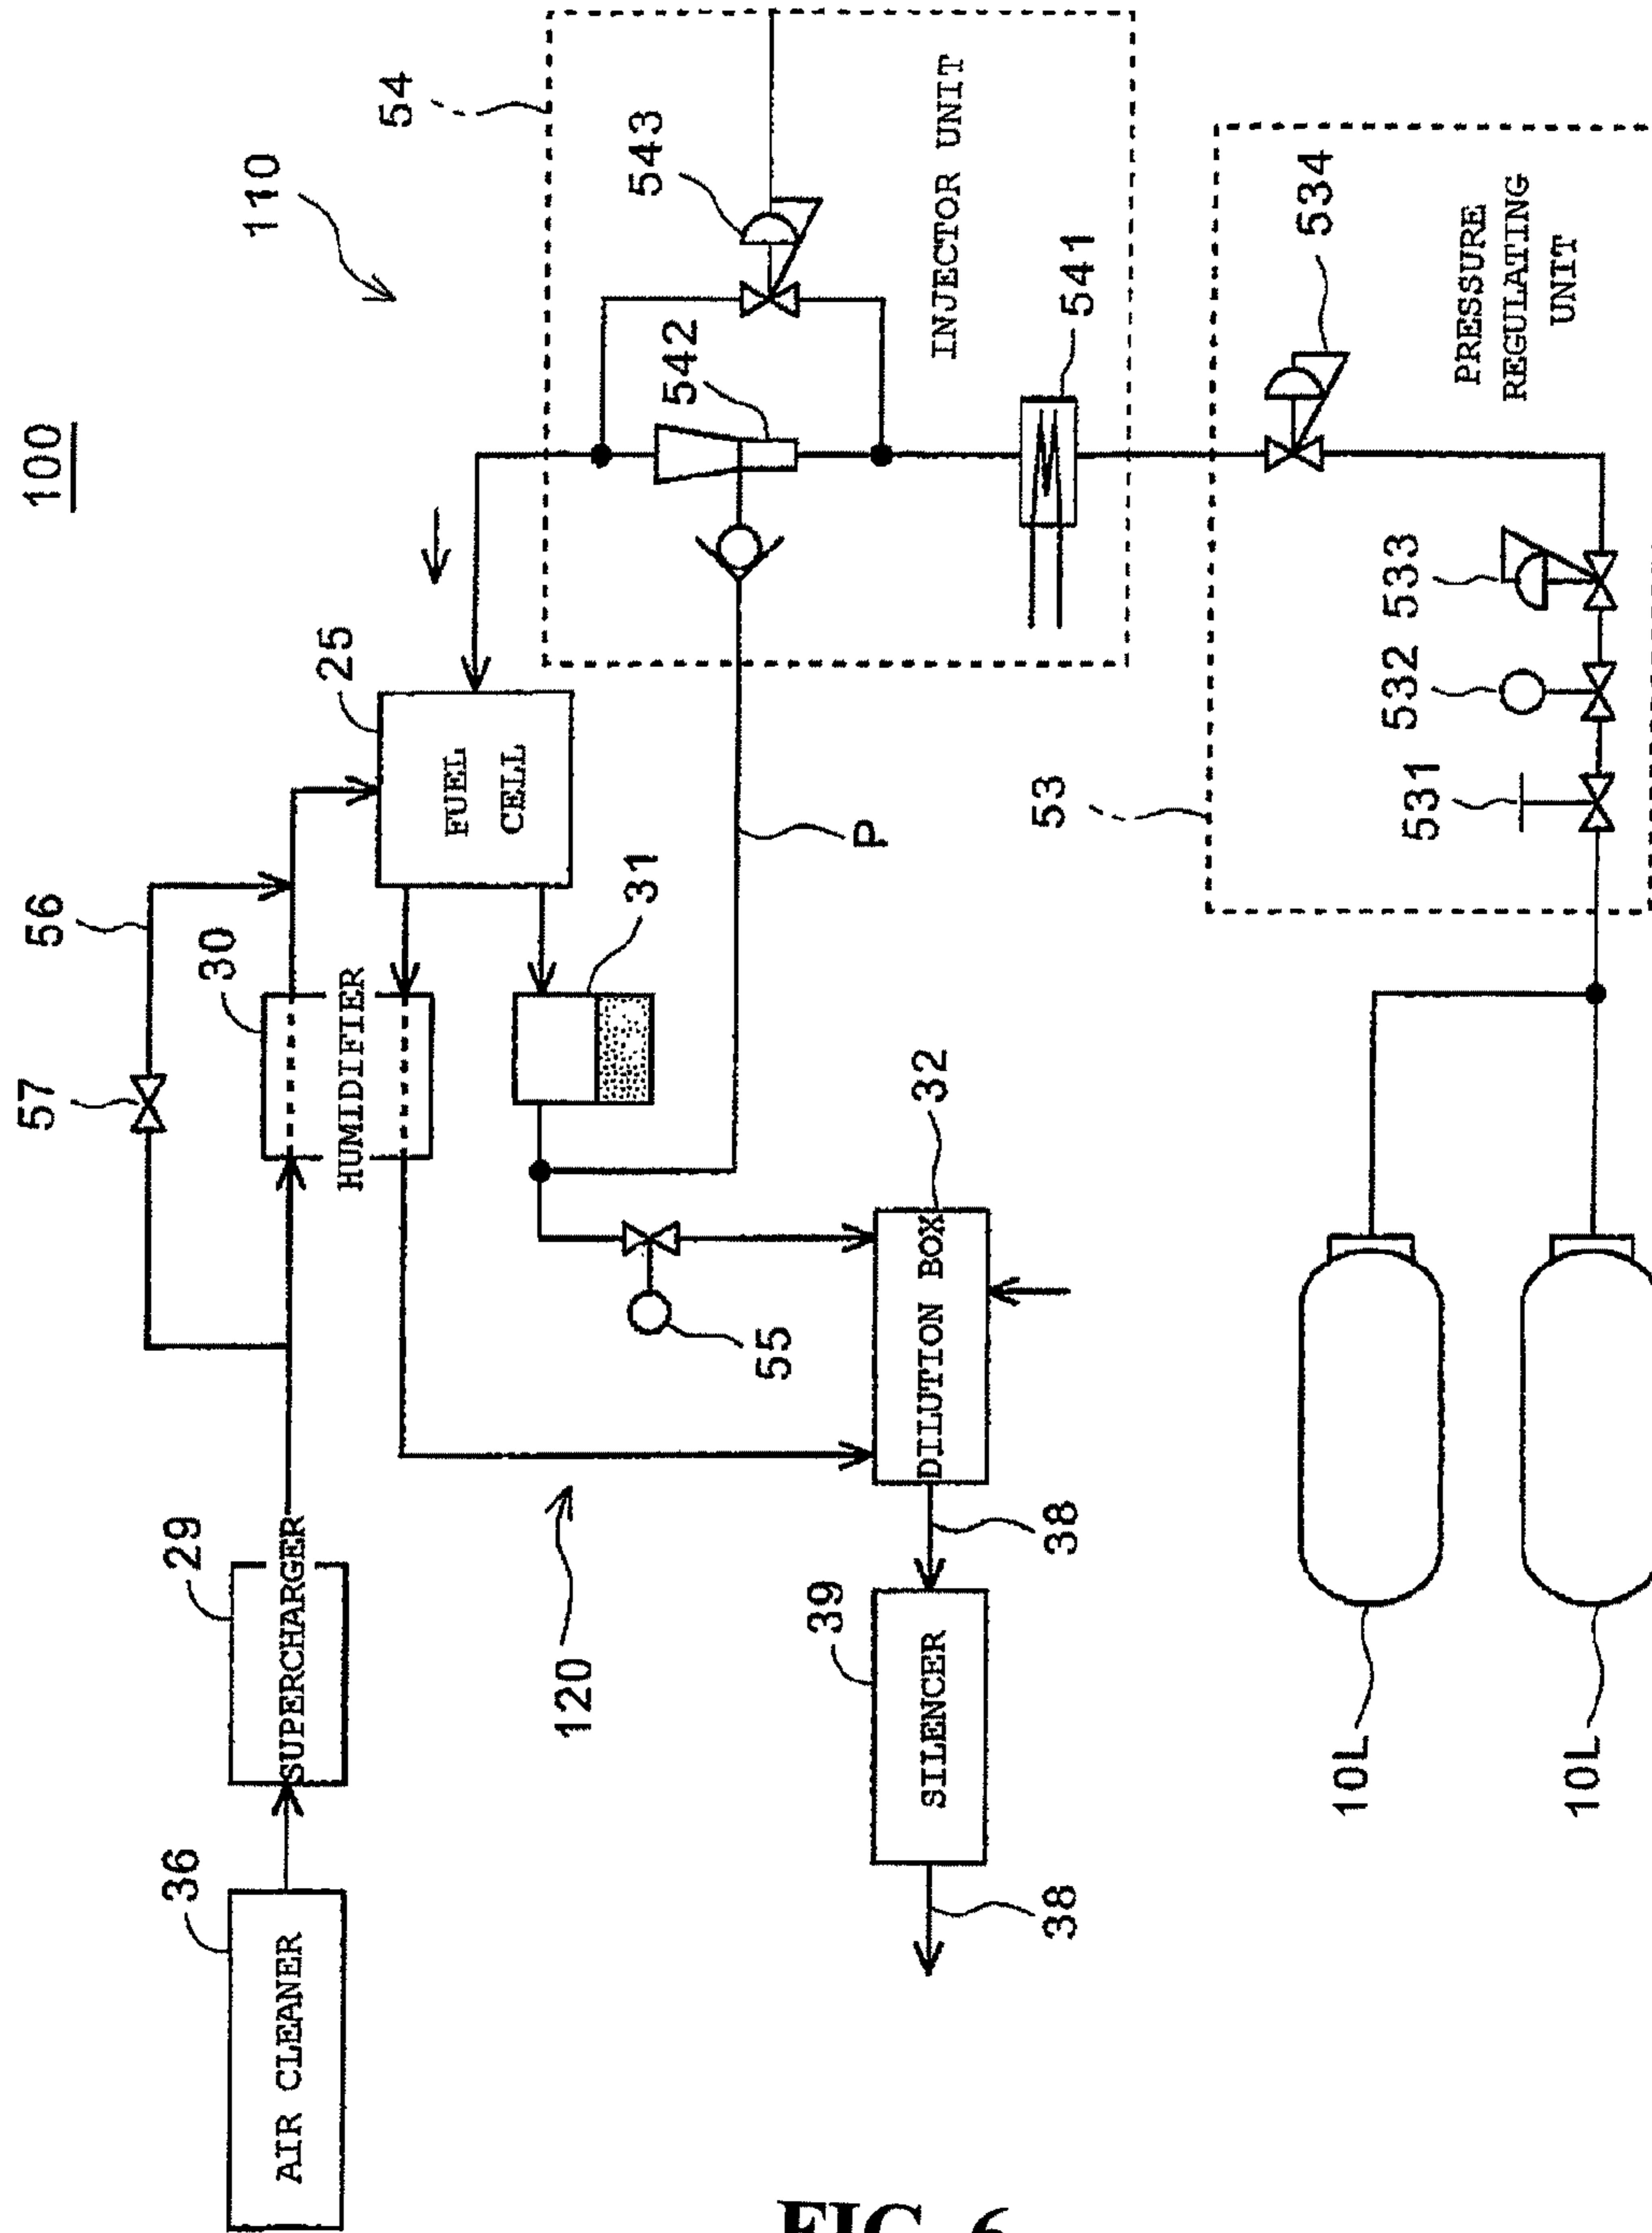 100
110
57
56
36
29
30
AIR CLEANER
SUPERCHARGER
HUMIDIFIER
25
FUEL
CELL
54
543
542
INJECTOR UNIT
541
31
120
55
P
32
DILUTION BOX
39
SILENCER
38
38
53
534
533
532
531
PRESSURE
REGULATING
UNIT
10L
10L
FIG. 6